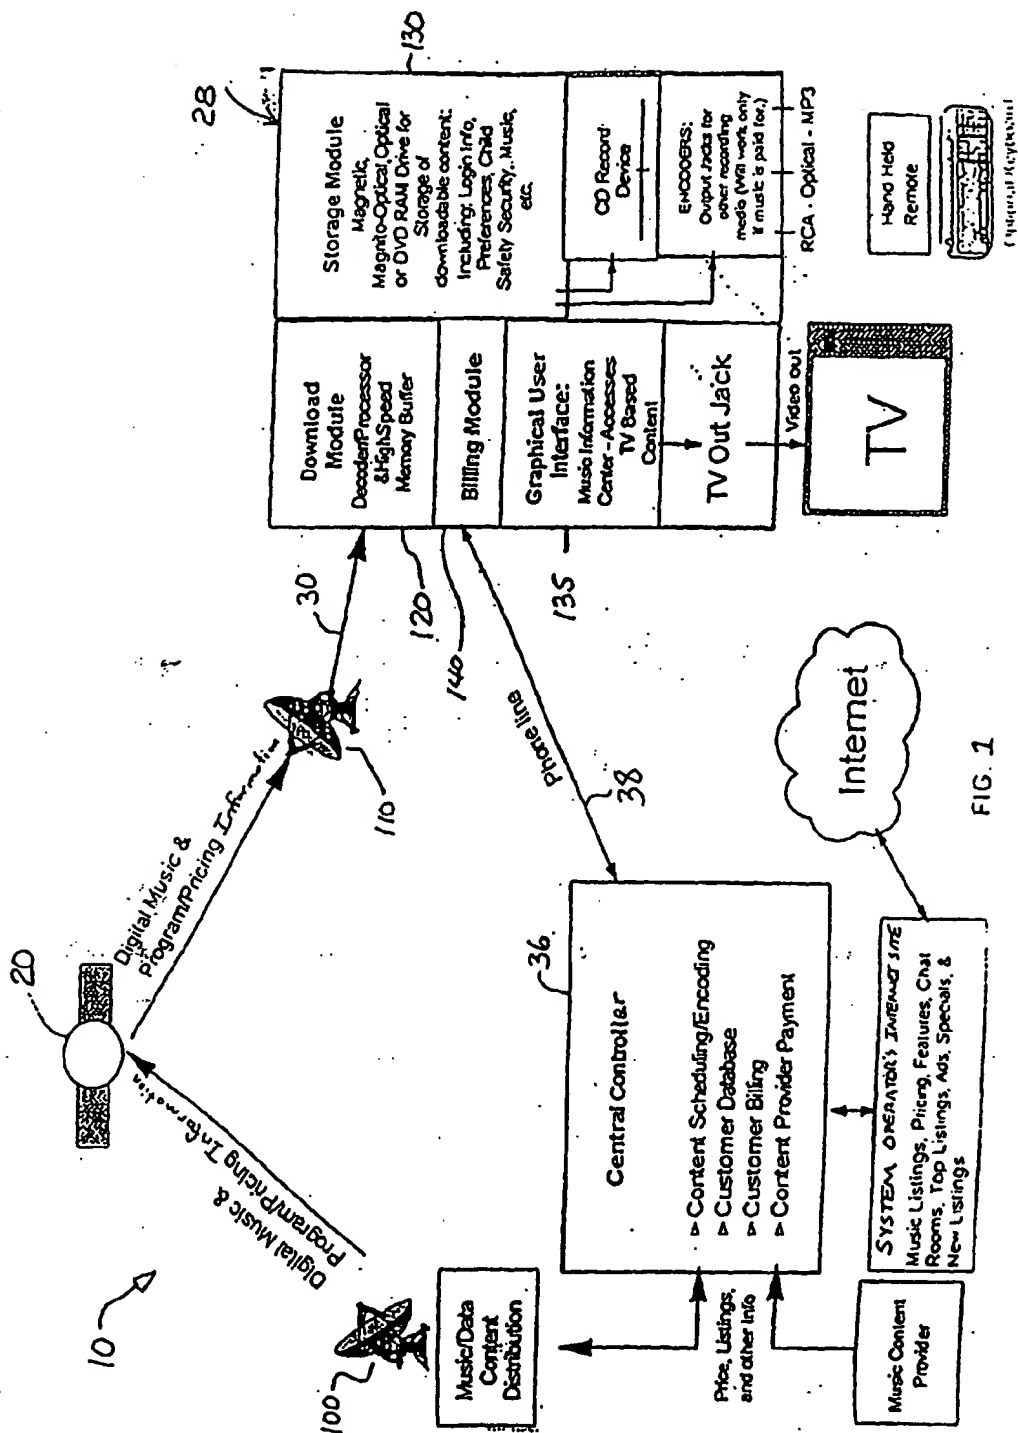 10
20
Digital Music &
Program/Pricing Information
Digital Music &
Program/Pricing Information
100
110
30
Music/Data
Content
Distribution
Price, Listings,
and other Info
Music Content
Provider
36
Central Controller
▷ Content Scheduling/Encoding
▷ Customer Database
▷ Customer Billing
▷ Content Provider Payment
SYSTEM OPERATOR'S INTERNET SITE
Music Listings, Pricing, Features, Chat
Rooms, Top Listings, Ads, Specials, &
New Listings
Internet
Phone line
38
28
130
120
140
135
Download
Module
Decoder/Processor
& HighSpeed
Memory Buffer
Billing Module
Graphical User
Interface:
Music Information
Center - Accesses
TV Based
Content
TV Out Jack
Video out
TV
Storage Module
Magnetic,
Magnito-Optical, Optical
or DVD RAM Drive for
Storage of
downloadable content:
Including: Login Info,
Preferences, Child
Safety Security, Music,
etc.
CD Record
Device
ENCODERS:
Output Jacks for
other recording
media (Will work only
if music is paid for.)
RCA - Optical - MP3
Hand Held
Remote
Optional Keyboard
FIG. 1